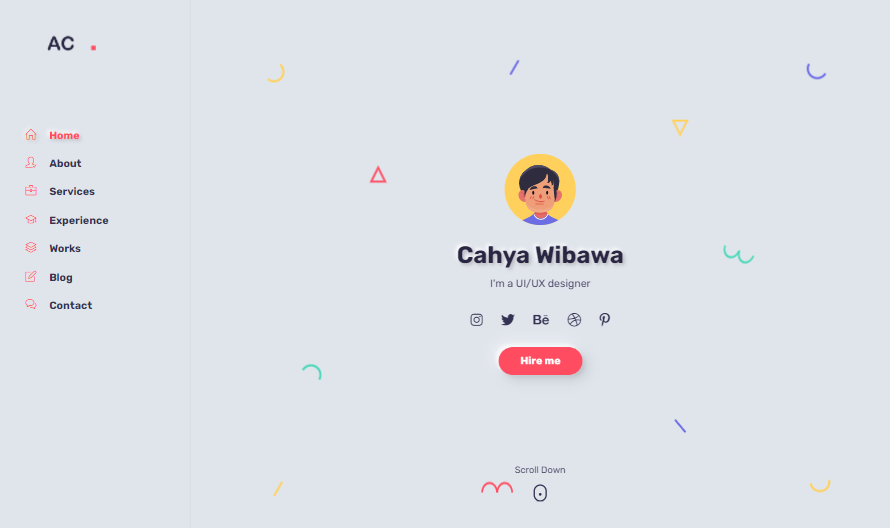 AC .
Home
About
Services
Experience
Works
Blog
Contact
Cahya Wibawa
I'm a UI/UX designer
Bē
Hire me
Scroll Down